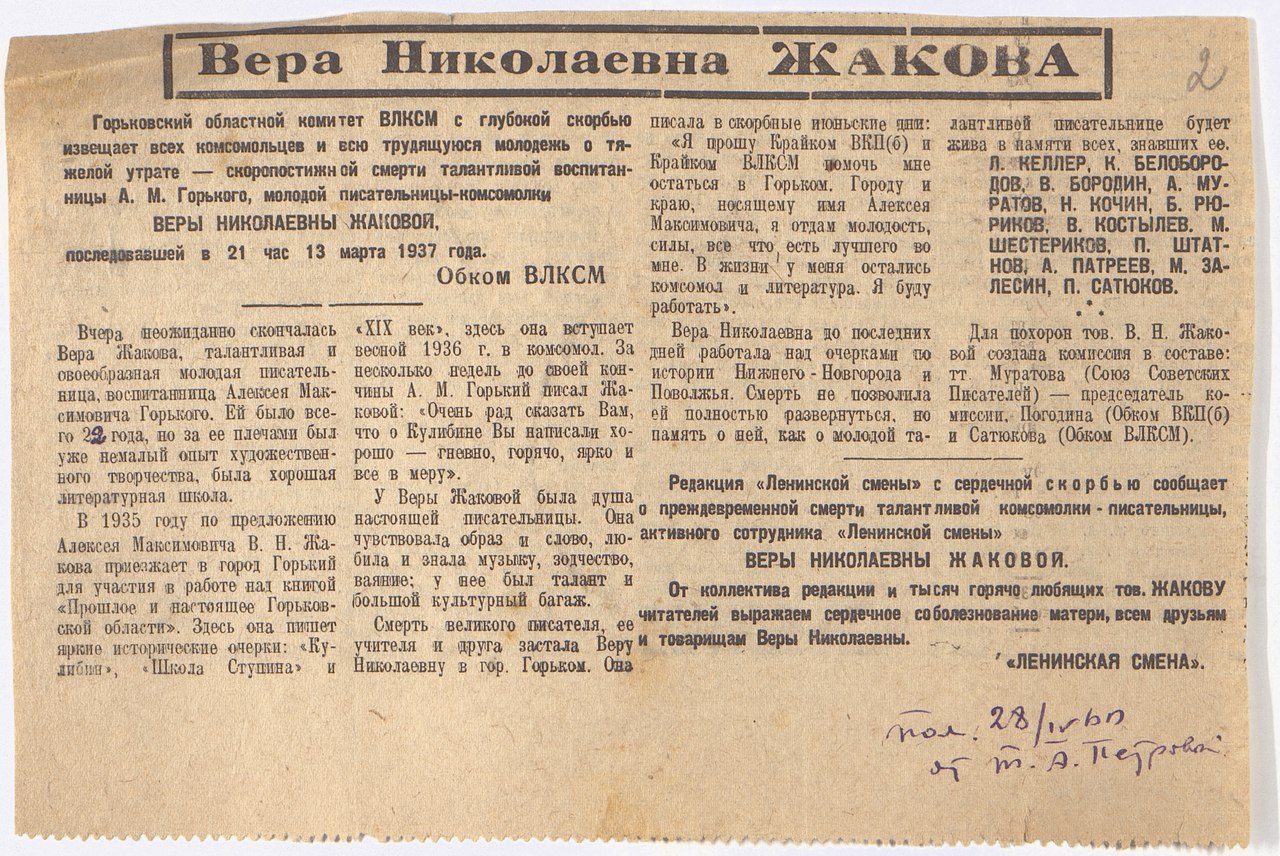 Вера Николаевна ЖАКОВА
2
Горьковский областной комитет ВЛКСМ с глубокой скорбью
извещает всех комсомольцев и всю трудящуюся молодежь о тя-
желой утрате — скоропостижной смерти талантливой воспитан-
ницы А. М. Горького, молодой писательницы-комсомолки
ВЕРЫ НИКОЛАЕВНЫ ЖАКОВОЙ,
последовавшей в 21 час 13 марта 1937 года.
Обком ВЛКСМ
Вчера неожиданно скончалась
Вера Жакова, талантливая и
своеобразная молодая писатель-
ница, воспитанница Алексея Мак-
симовича Горького. Ей было все-
го 22 года, но за ее плечами был
уже немалый опыт художествен-
ного творчества, была хорошая
литературная школа.
В 1935 году по предложению
Алексея Максимовича В. Н. Жа-
кова приезжает в город Горький
для участия в работе над книгой
«Прошлое и настоящее Горьков-
ской области». Здесь она пишет
яркие исторические очерки: «Ку-
либин», «Школа Ступина» и
«XIX век», здесь она вступает
весной 1936 г. в комсомол. За
несколько недель до своей кон-
чины А. М. Горький писал Жа-
ковой: «Очень рад сказать Вам,
что о Кулибине Вы написали хо-
рошо — гневно, горячо, ярко и
все в меру».
У Веры Жаковой была душа
настоящей писательницы. Она
чувствовала образ и слово, лю-
била и знала музыку, зодчество,
ваяние; у нее был талант и
большой культурный багаж.
Смерть великого писателя, ее
учителя и друга застала Веру
Николаевну в гор. Горьком. Она
писала в скорбные июньские дни:
«Я прошу Крайком ВКП(б) и
Крайком ВЛКСМ помочь мне
остаться в Горьком. Городу и
краю, носящему имя Алексея
Максимовича, я отдам молодость,
силы, все что есть лучшего во
мне. В жизни у меня остались
комсомол и литература. Я буду
работать».
Вера Николаевна до последних
дней работала над очерками по
истории Нижнего-Новгорода и
Поволжья. Смерть не позволила
ей полностью развернуться, но
память о ней, как о молодой та-
лантливой писательнице будет
жива в памяти всех, знавших ее.
Л. КЕЛЛЕР, К. БЕЛОБОРО-
ДОВ, В. БОРОДИН, А. МУ-
РАТОВ, Н. КОЧИН, Б. РЮ-
РИКОВ, В. КОСТЫЛЕВ. М.
ШЕСТЕРИКОВ, П. ШТАТ-
НОВ, А. ПАТРЕЕВ, М. ЗА-
ЛЕСИН, П. САТЮКОВ.
Для похорон тов. В. Н. Жако-
вой создана комиссия в составе:
тт. Муратова (Союз Советских
Писателей) — председатель ко-
миссии, Погодина (Обком ВКП(б)
и Сатюкова (Обком ВЛКСМ).
Редакция «Ленинской смены» с сердечной скорбью сообщает
о преждевременной смерти талантливой комсомолки-писательницы,
активного сотрудника «Ленинской смены»
ВЕРЫ НИКОЛАЕВНЫ ЖАКОВОЙ.
От коллектива редакции и тысяч горячо любящих тов. ЖАКОВУ
читателей выражаем сердечное соболезнование матери, всем друзьям
и товарищам Веры Николаевны.
«ЛЕНИНСКАЯ СМЕНА».
Пол. 28/IV
от Т. А. Петровой